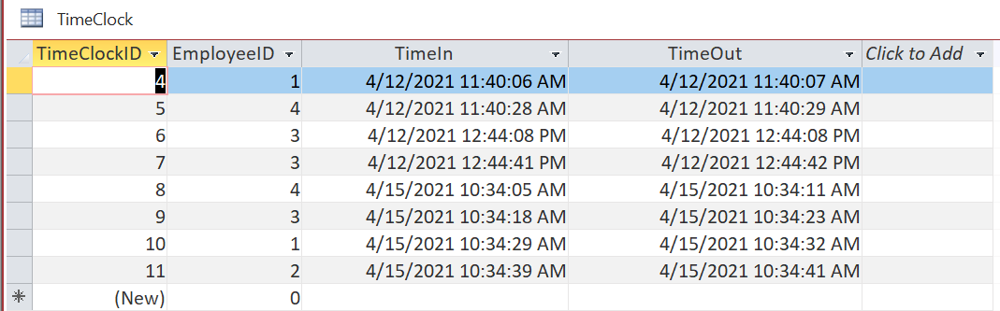 TimeClock
TimeClockID EmployeeID TimeIn TimeOut Click to Add
4 1 4/12/2021 11:40:06 AM 4/12/2021 11:40:07 AM
5 4 4/12/2021 11:40:28 AM 4/12/2021 11:40:29 AM
6 3 4/12/2021 12:44:08 PM 4/12/2021 12:44:08 PM
7 3 4/12/2021 12:44:41 PM 4/12/2021 12:44:42 PM
8 4 4/15/2021 10:34:05 AM 4/15/2021 10:34:11 AM
9 3 4/15/2021 10:34:18 AM 4/15/2021 10:34:23 AM
10 1 4/15/2021 10:34:29 AM 4/15/2021 10:34:32 AM
11 2 4/15/2021 10:34:39 AM 4/15/2021 10:34:41 AM
(New) 0